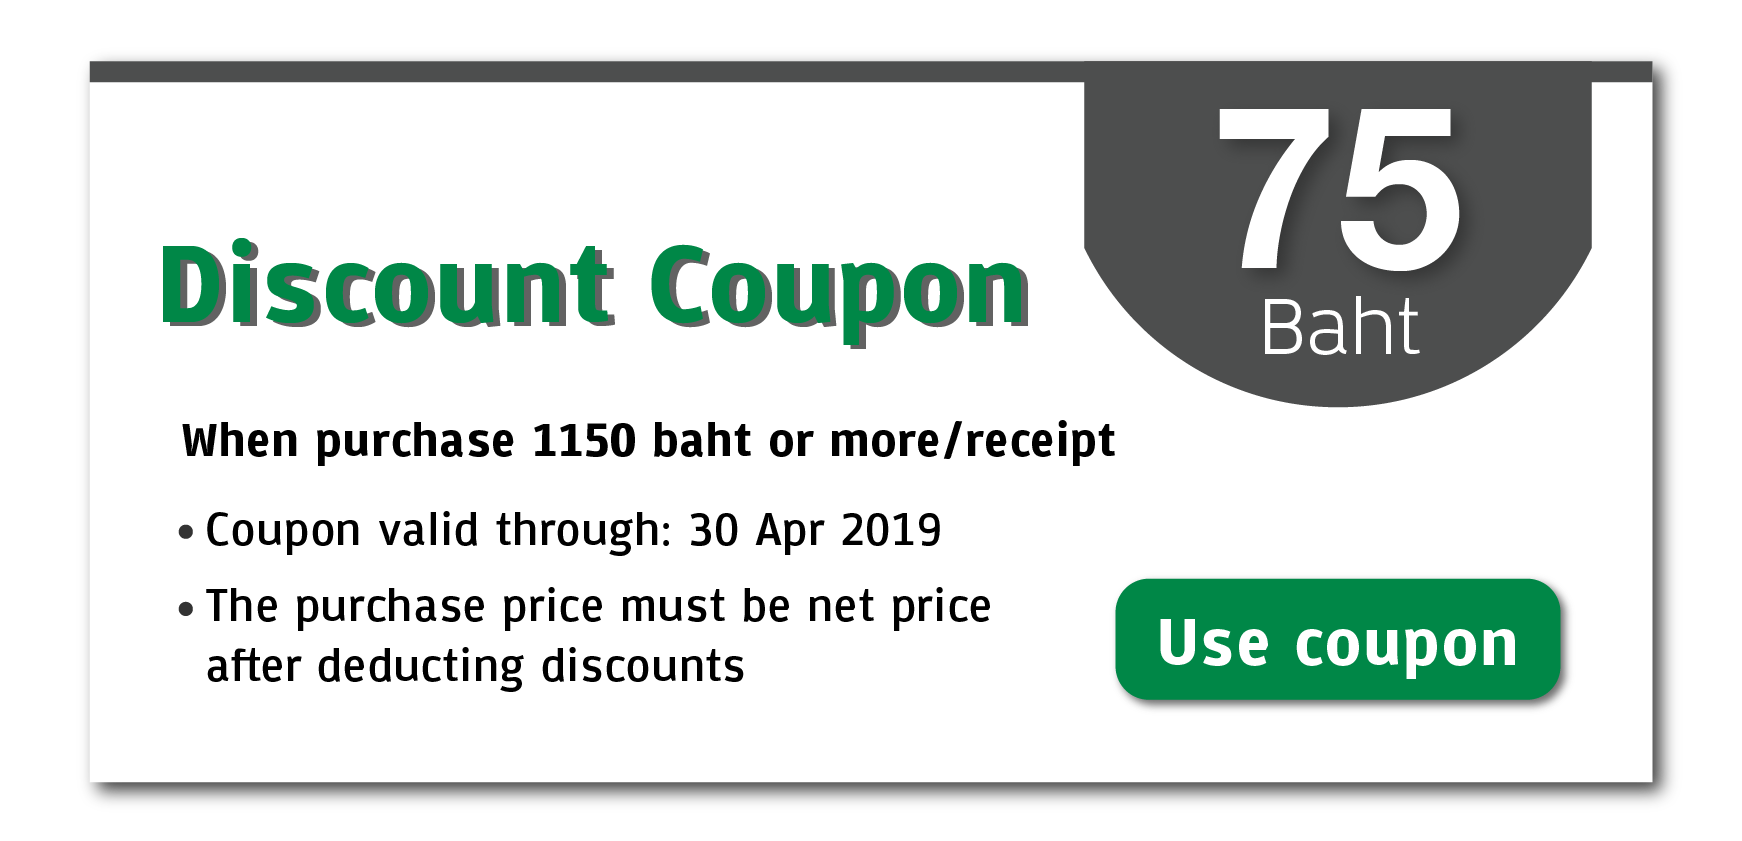 75
Baht
Discount Coupon
When purchase 1150 baht or more/receipt
• Coupon valid through: 30 Apr 2019
• The purchase price must be net price
after deducting discounts
Use coupon